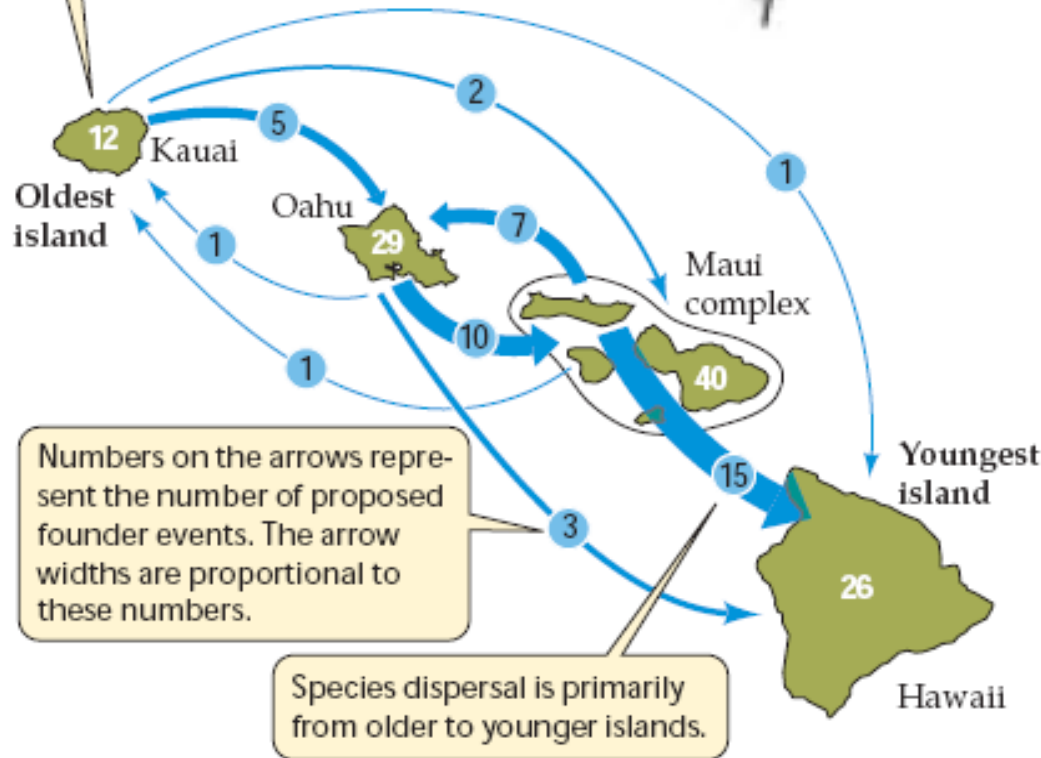 2
5
1
12
Kauai
Oldest
island
Oahu
7
29
1
Maui
complex
10
40
1
Numbers on the arrows repre-
sent the number of proposed
founder events. The arrow
widths are proportional to
these numbers.
15
Youngest
island
3
26
Species dispersal is primarily
from older to younger islands.
Hawaii